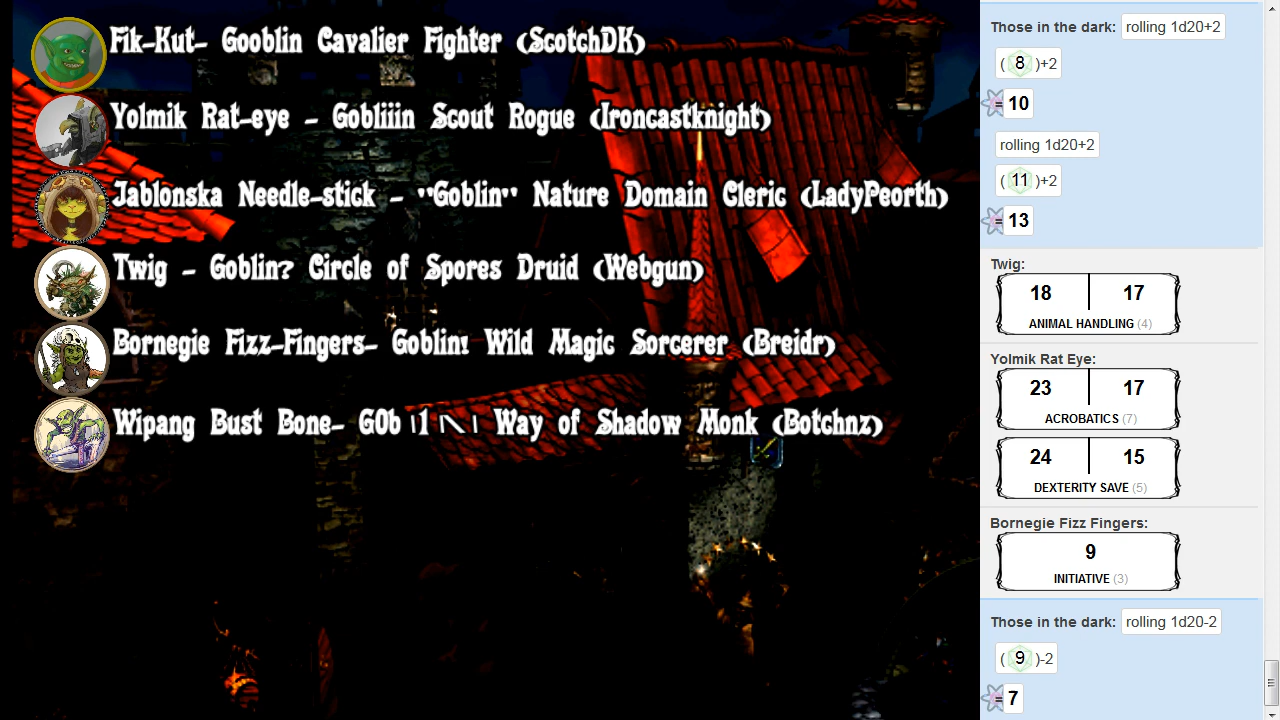 Fik-Kut- Gooblin Cavalier Fighter (ScotchDK)
Yolmik Rat-eye - Gobliiin Scout Rogue (Ironcastknight)
Jablonska Needle-stick - "Goblin" Nature Domain Cleric (LadyPeorth)
Twig - Goblin? Circle of Spores Druid (Webgun)
Bornegie Fizz-Fingers- Goblin! Wild Magic Sorcerer (Breidr)
Wipang Bust Bone- G0b |1 |\| Way of Shadow Monk (Botchnz)
Those in the dark: rolling 1d20+2
(8)+2
=10
rolling 1d20+2
(11)+2
=13
Twig:
18 17
ANIMAL HANDLING (4)
Yolmik Rat Eye:
23 17
ACROBATICS (7)
24 15
DEXTERITY SAVE (5)
Bornegie Fizz Fingers:
9
INITIATIVE (3)
Those in the dark: rolling 1d20-2
(9)-2
=7